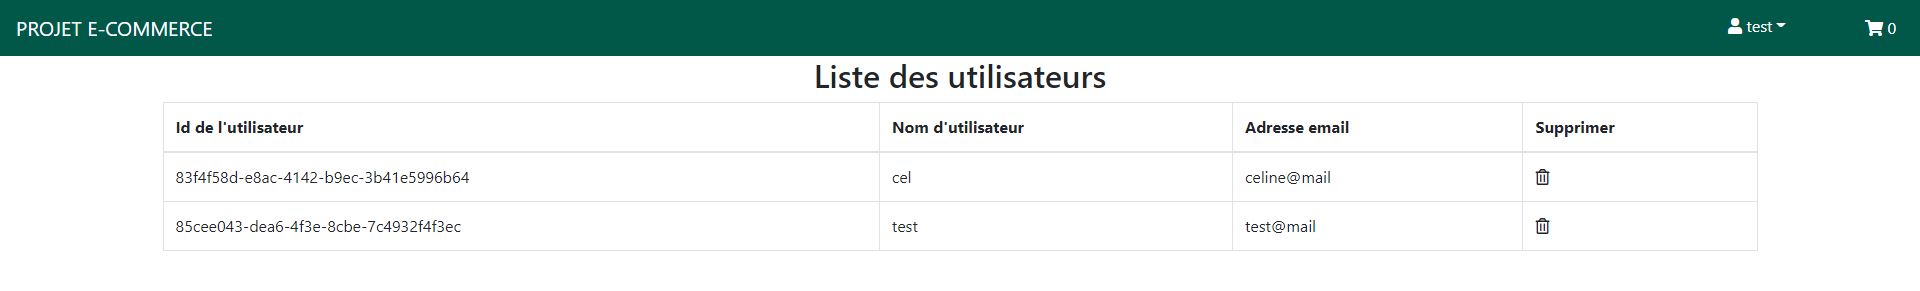 PROJET E-COMMERCE test 0
Liste des utilisateurs
Id de l'utilisateur Nom d'utilisateur Adresse email Supprimer
83f4f58d-e8ac-4142-b9ec-3b41e5996b64 cel celine@mail
85cee043-dea6-4f3e-8cbe-7c4932f4f3ec test test@mail